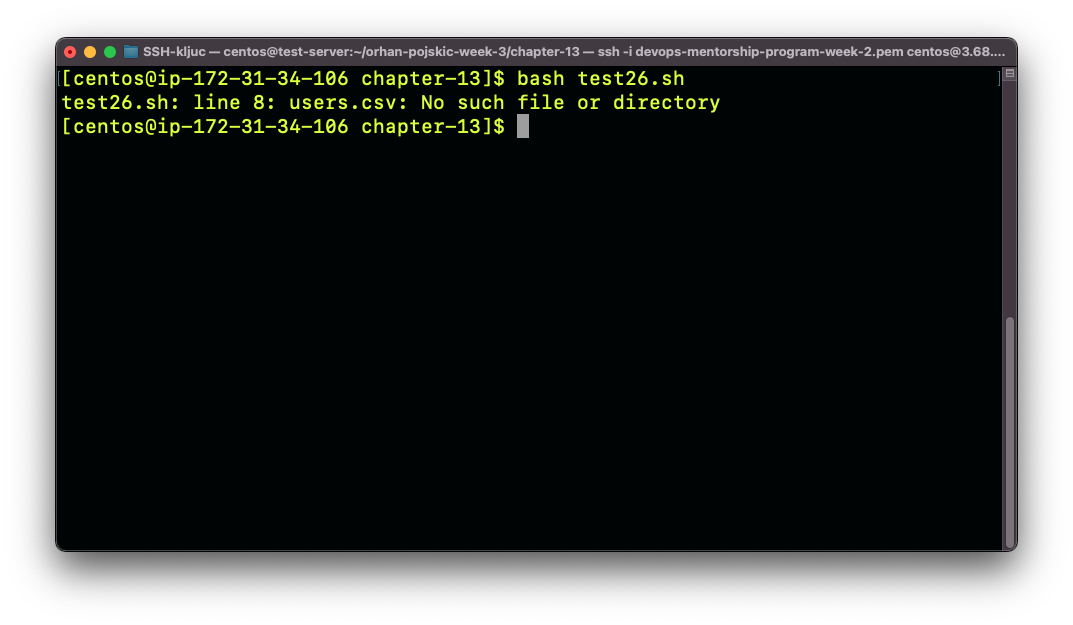 SSH-kljuc — centos@test-server:~/orhan-pojskic-week-3/chapter-13 — ssh -i devops-mentorship-program-week-2.pem centos@3.68....
[[centos@ip-172-31-34-106 chapter-13]$ bash test26.sh ]
test26.sh: line 8: users.csv: No such file or directory
[centos@ip-172-31-34-106 chapter-13]$